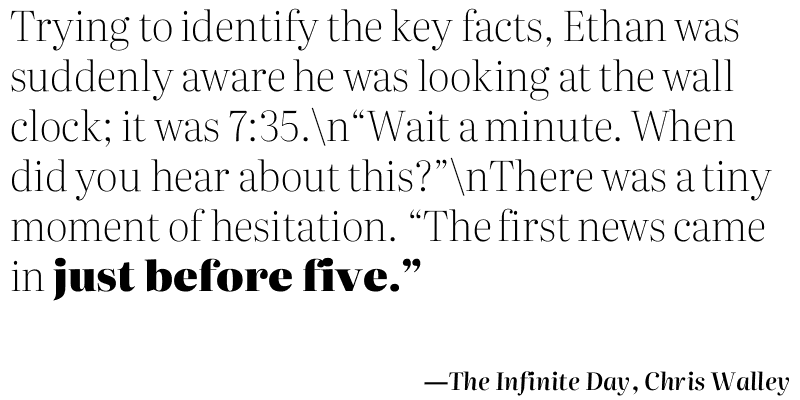 Trying to identify the key facts, Ethan was
suddenly aware he was looking at the wall
clock; it was 7:35.\n“Wait a minute. When
did you hear about this?”\nThere was a tiny
moment of hesitation. “The first news came
in just before five.”
—The Infinite Day, Chris Walley